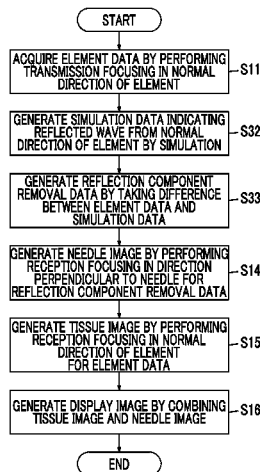 START
ACQUIRE ELEMENT DATA BY PERFORMING
TRANSMISSION FOCUSING IN NORMAL
DIRECTION OF ELEMENT
S11
GENERATE SIMULATION DATA INDICATING
REFLECTED WAVE FROM NORMAL
DIRECTION OF ELEMENT BY SIMULATION
S32
GENERATE REFLECTION COMPONENT
REMOVAL DATA BY TAKING DIFFERENCE
BETWEEN ELEMENT DATA AND
SIMULATION DATA
S33
GENERATE NEEDLE IMAGE BY PERFORMING
RECEPTION FOCUSING IN DIRECTION
PERPENDICULAR TO NEEDLE FOR
REFLECTION COMPONENT REMOVAL DATA
S14
GENERATE TISSUE IMAGE BY PERFORMING
RECEPTION FOCUSING IN NORMAL
DIRECTION OF ELEMENT
FOR ELEMENT DATA
S15
GENERATE DISPLAY IMAGE BY COMBINING
TISSUE IMAGE AND NEEDLE IMAGE
S16
END